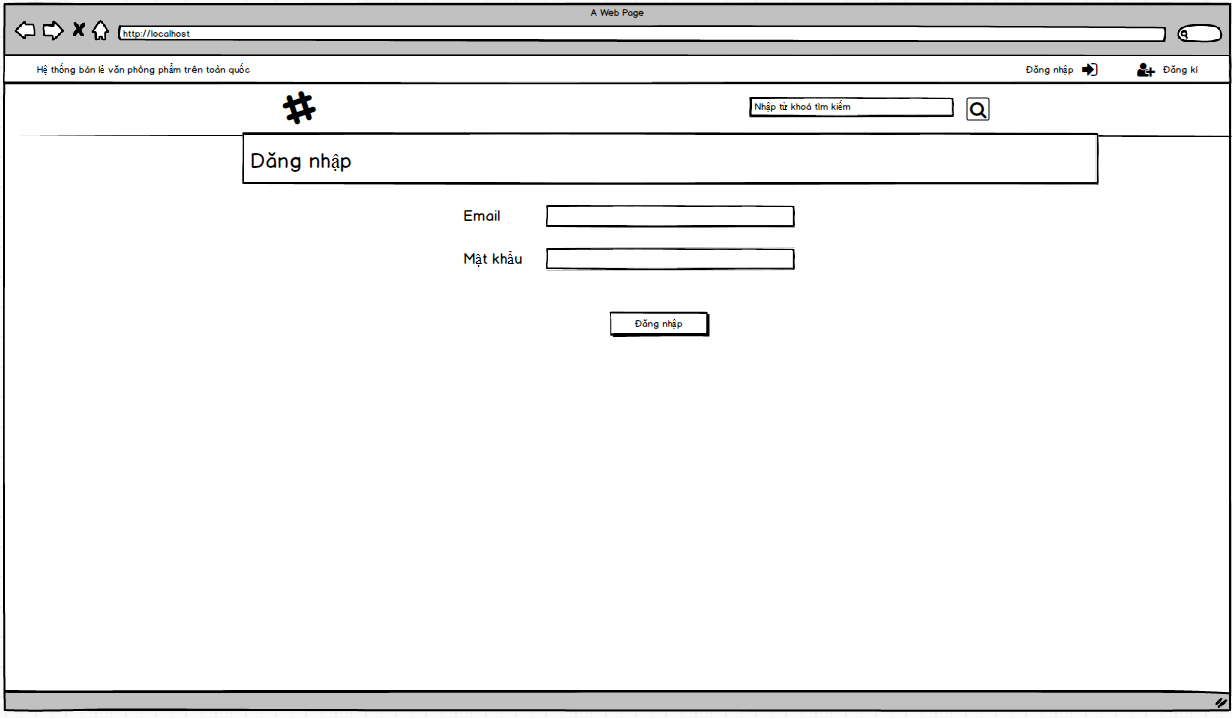 A Web Page
http://localhost
Hệ thống bán lẻ văn phòng phẩm trên toàn quốc
Đăng nhập
Đăng kí
Nhập từ khoá tìm kiếm
Dăng nhập
Email
Mật khẩu
Đăng nhập